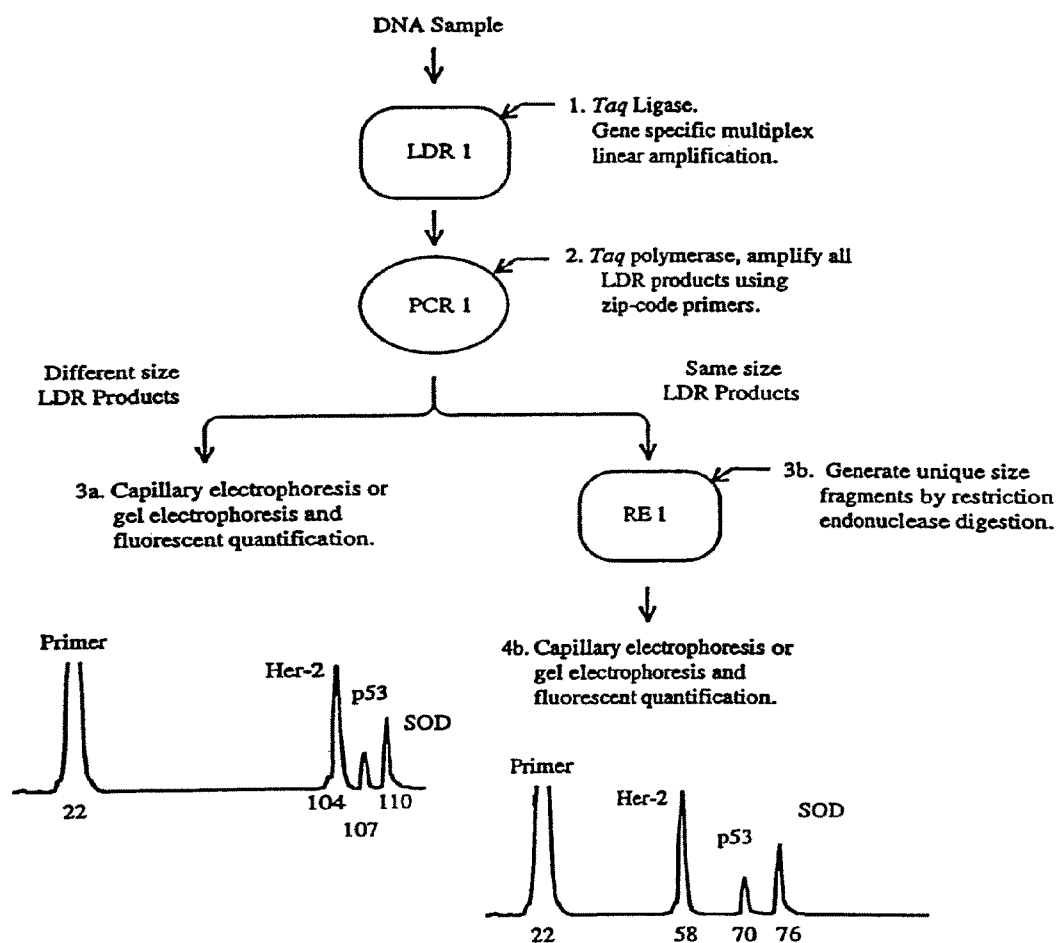 DNA Sample
LDR 1
1. Taq Ligase.
Gene specific multiplex
linear amplification.
PCR 1
2. Taq polymerase, amplify all
LDR products using
zip-code primers.
Different size
LDR Products
Same size
LDR Products
3a. Capillary electrophoresis or
gel electrophoresis and
fluorescent quantification.
RE 1
3b. Generate unique size
fragments by restriction
endonuclease digestion.
4b. Capillary electrophoresis or
gel electrophoresis and
fluorescent quantification.
Primer
Her-2
p53
SOD
22
104
107
110
Primer
Her-2
p53
SOD
22
58
70
76